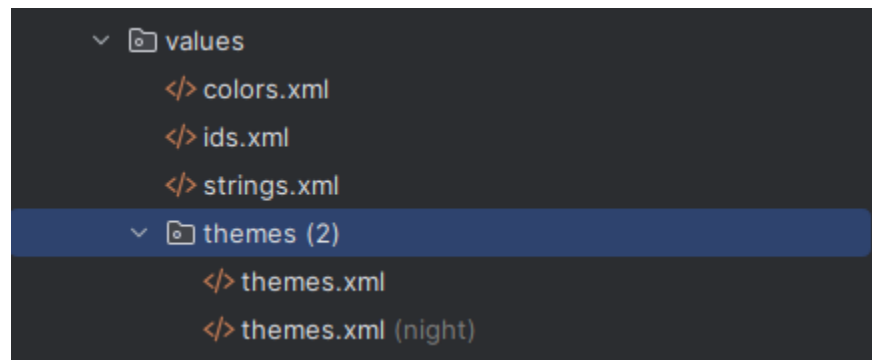 values
colors.xml
ids.xml
strings.xml
themes (2)
themes.xml
themes.xml (night)